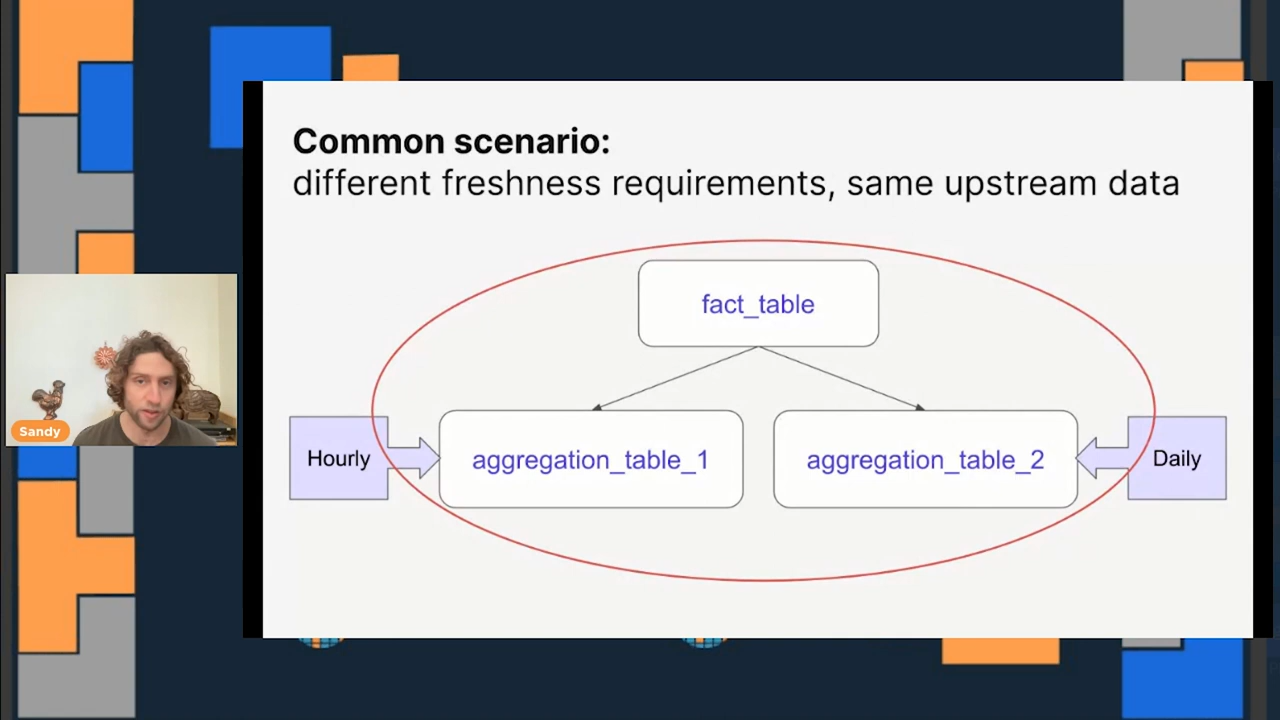 Common scenario:
different freshness requirements, same upstream data
fact_table
Hourly
aggregation_table_1
aggregation_table_2
Daily
Sandy